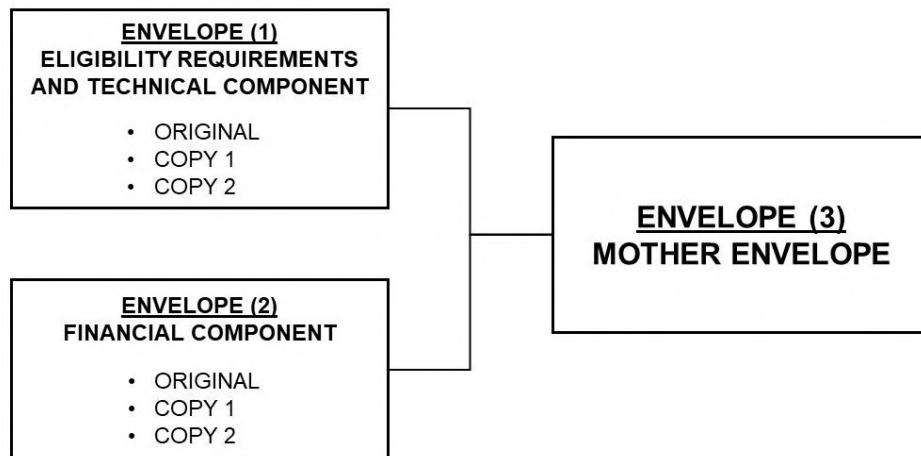 ENVELOPE (1)
ELIGIBILITY REQUIREMENTS
AND TECHNICAL COMPONENT
• ORIGINAL
• COPY 1
• COPY 2
ENVELOPE (2)
FINANCIAL COMPONENT
• ORIGINAL
• COPY 1
• COPY 2
ENVELOPE (3)
MOTHER ENVELOPE